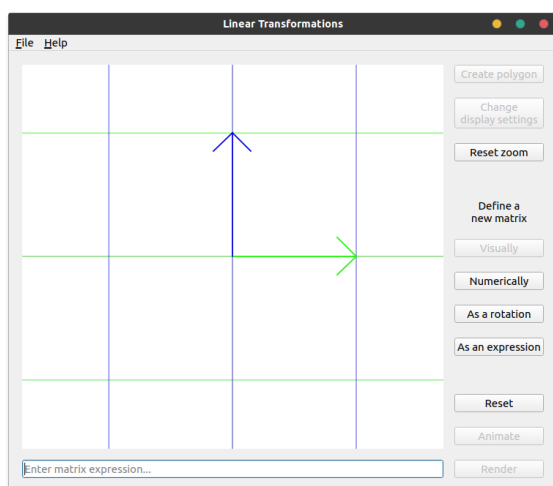 Linear Transformations
File Help
Create polygon
Change
display settings
Reset zoom
Define a
new matrix
Visually
Numerically
As a rotation
As an expression
Reset
Animate
Enter matrix expression...
Render